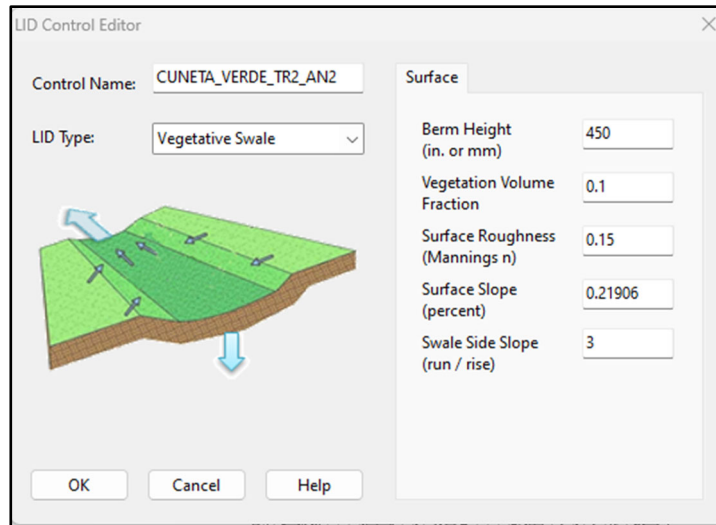 LID Control Editor
Control Name:
CUNETA_VERDE_TR2_AN2
LID Type:
Vegetative Swale
Surface
Berm Height
(in. or mm)
450
Vegetation Volume
Fraction
0.1
Surface Roughness
(Mannings n)
0.15
Surface Slope
(percent)
0.21906
Swale Side Slope
(run / rise)
3
OK
Cancel
Help